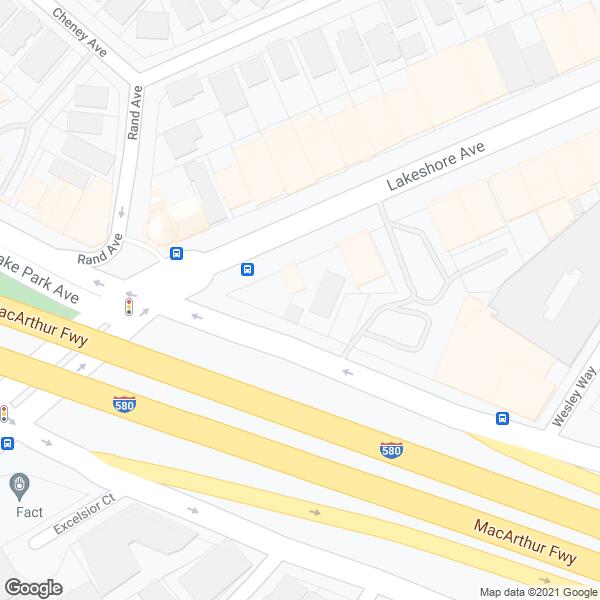 Cheney Ave
Rand Ave
Lakeshore Ave
Rand Ave
ake Park Ave
MacArthur Fwy
580
580
Wesley Way
Fact
Excelsior Ct
MacArthur Fwy
Google
Map data ©2021 Google